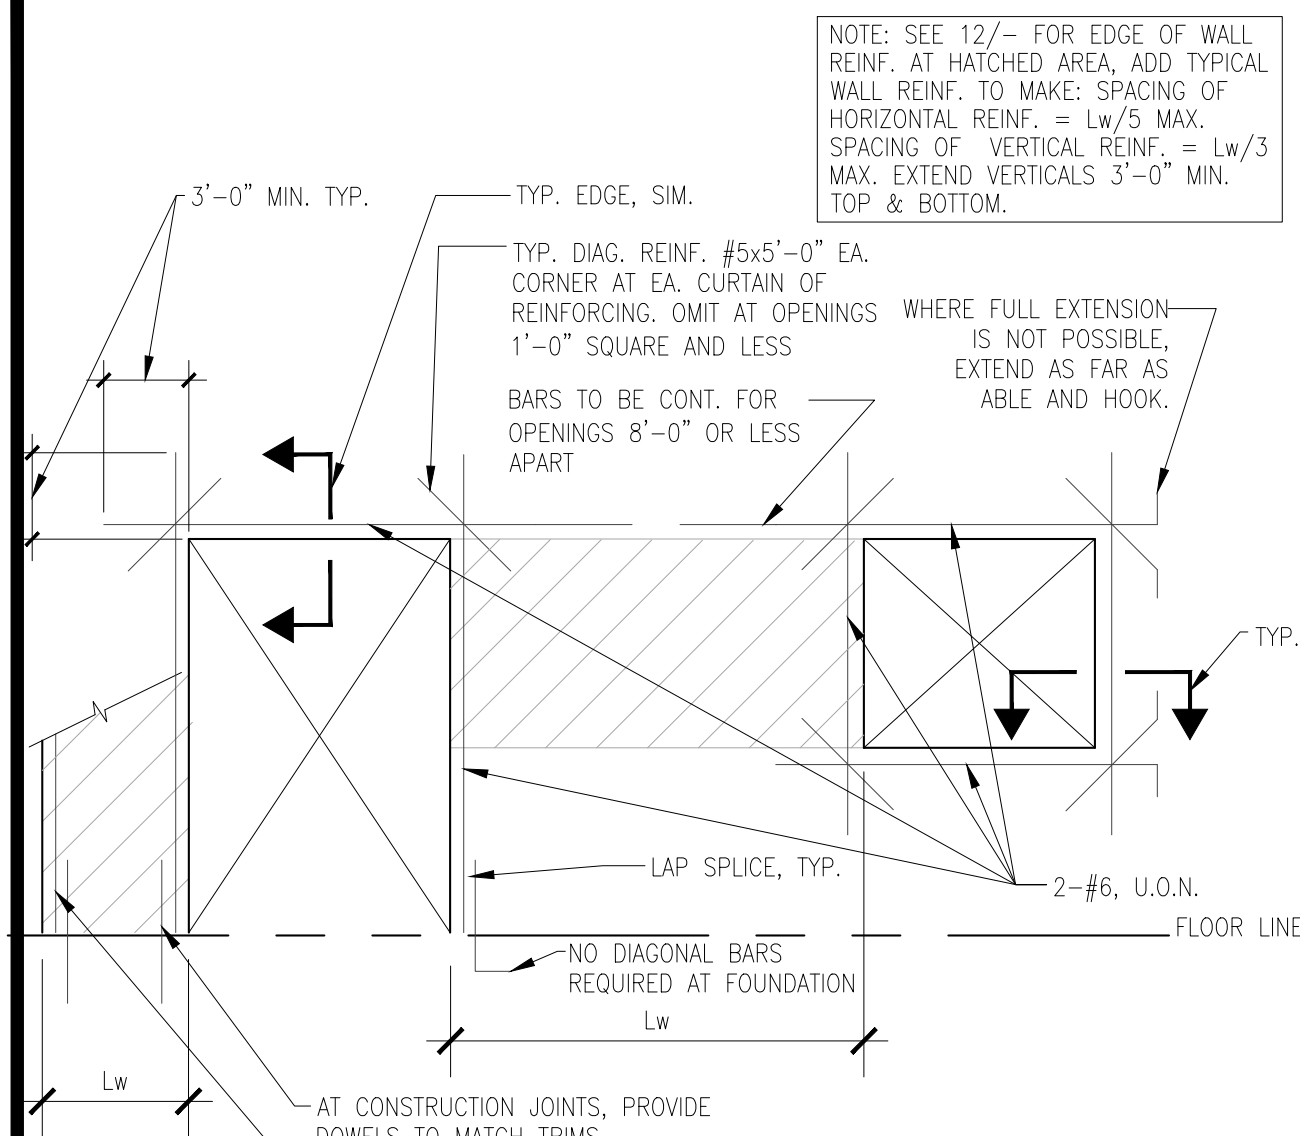 NOTE: SEE 12/– FOR EDGE OF WALL
REINF. AT HATCHED AREA, ADD TYPICAL
WALL REINF. TO MAKE: SPACING OF
HORIZONTAL REINF. = Lw/5 MAX.
SPACING OF VERTICAL REINF. = Lw/3
MAX. EXTEND VERTICALS 3'–0" MIN.
TOP & BOTTOM.
3'–0" MIN. TYP.
TYP. EDGE, SIM.
TYP. DIAG. REINF. #5x5'–0" EA.
CORNER AT EA. CURTAIN OF
REINFORCING. OMIT AT OPENINGS
1'–0" SQUARE AND LESS
WHERE FULL EXTENSION
IS NOT POSSIBLE,
EXTEND AS FAR AS
ABLE AND HOOK.
BARS TO BE CONT. FOR
OPENINGS 8'–0" OR LESS
APART
TYP.
LAP SPLICE, TYP.
2–#6, U.O.N.
FLOOR LINE
NO DIAGONAL BARS
REQUIRED AT FOUNDATION
Lw
Lw
AT CONSTRUCTION JOINTS, PROVIDE
DOWELS TO MATCH TRIMS